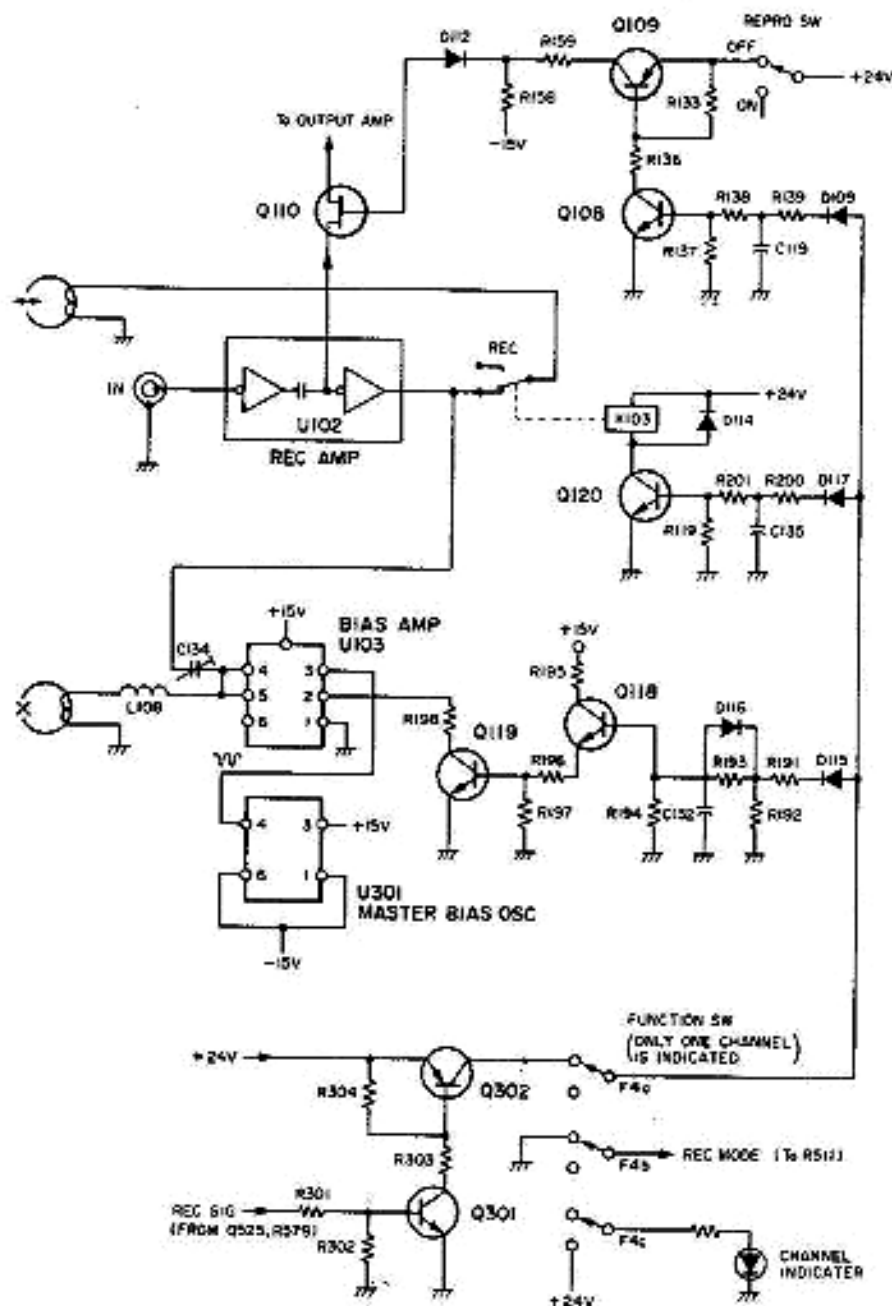 Q109
REPRO SW
D112
R159
OFF
+24V
R158
R133
ON
-15V
To OUTPUT AMP
R136
Q110
Q108
R138
R139
D109
R137
C119
REC
IN
U102
REC AMP
K103
+24V
D114
Q120
R201
R200
D117
R119
C135
+15V
BIAS AMP
U103
C134
4
3
5
2
6
1
L108
+15V
R195
Q118
D116
R198
Q119
R196
R193
R191
D115
R197
R194
C132
R192
4
3
+15V
6
1
U301
MASTER BIAS OSC
-15V
FUNCTION SW
(ONLY ONE CHANNEL
IS INDICATED)
+24V
R304
Q302
F4a
R303
F4b
REC MODE (To R511)
REC SIG
(FROM Q525, R579)
R301
Q301
R302
F4c
CHANNEL
INDICATER
+24V